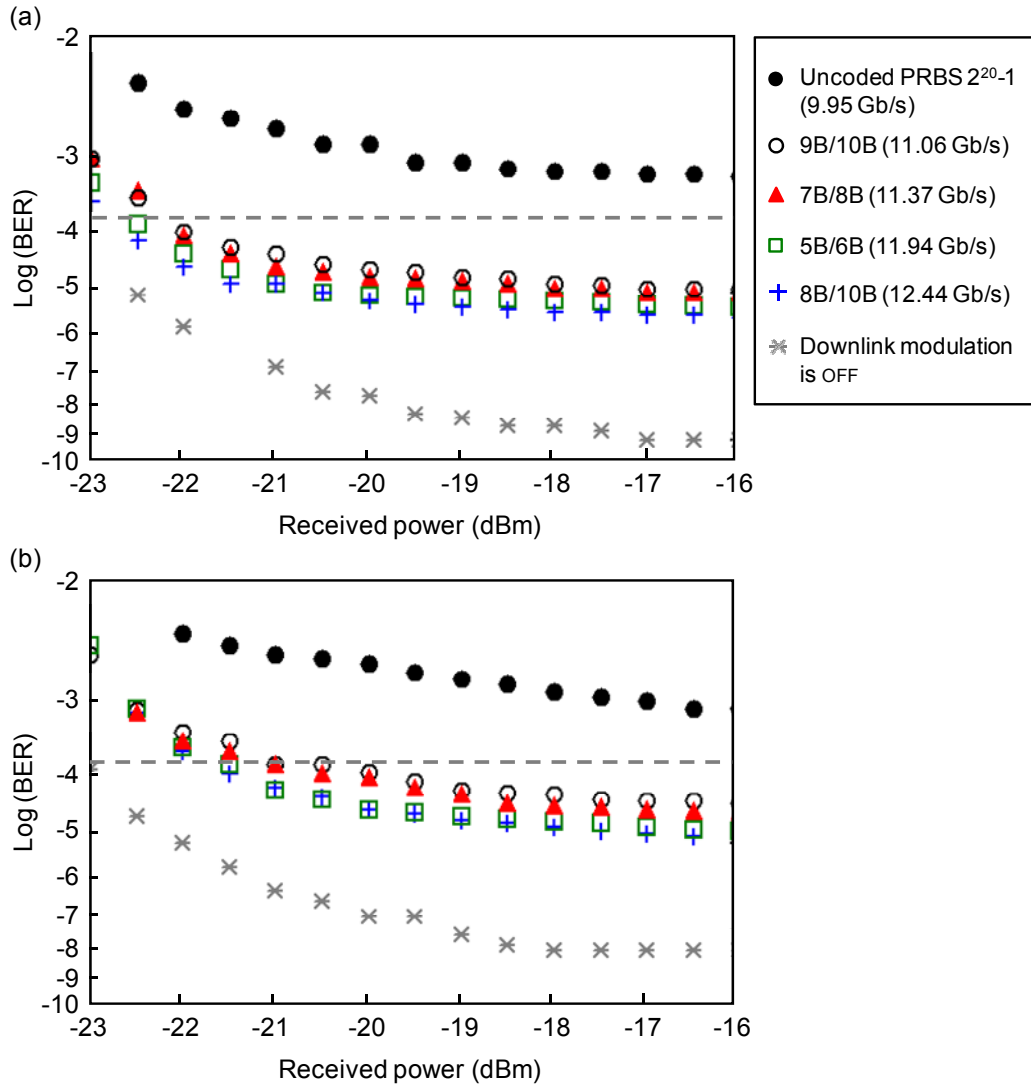 (a)
-2
-3
-4
-5
-6
-7
-8
-9
-10
Log (BER)
-23 -22 -21 -20 -19 -18 -17 -16
Received power (dBm)
Uncoded PRBS 2²⁰-1
(9.95 Gb/s)
9B/10B (11.06 Gb/s)
7B/8B (11.37 Gb/s)
5B/6B (11.94 Gb/s)
8B/10B (12.44 Gb/s)
Downlink modulation
is OFF
(b)
-2
-3
-4
-5
-6
-7
-8
-9
-10
Log (BER)
-23 -22 -21 -20 -19 -18 -17 -16
Received power (dBm)